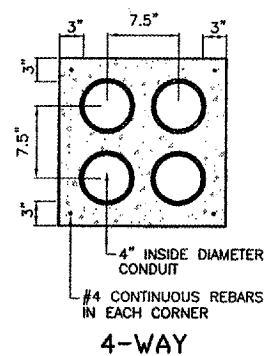 7.5"
3"
3"
3"
7.5"
3"
4" INSIDE DIAMETER
CONDUIT
#4 CONTINUOUS REBARS
IN EACH CORNER
4-WAY